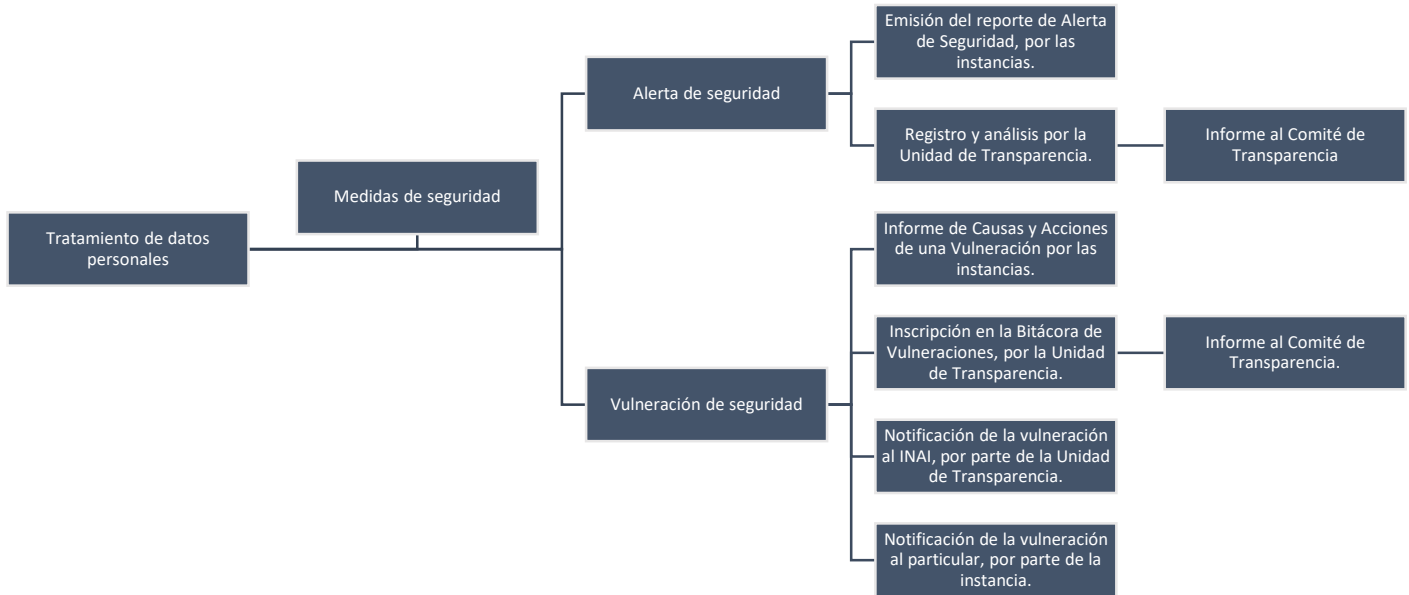 Tratamiento de datos
personales
Medidas de seguridad
Alerta de seguridad
Emisión del reporte de Alerta
de Seguridad, por las
instancias.
Registro y análisis por la
Unidad de Transparencia.
Informe al Comité de
Transparencia
Vulneración de seguridad
Informe de Causas y Acciones
de una Vulneración por las
instancias.
Inscripción en la Bitácora de
Vulneraciones, por la Unidad
de Transparencia.
Informe al Comité de
Transparencia.
Notificación de la vulneración
al INAI, por parte de la Unidad
de Transparencia.
Notificación de la vulneración
al particular, por parte de la
instancia.